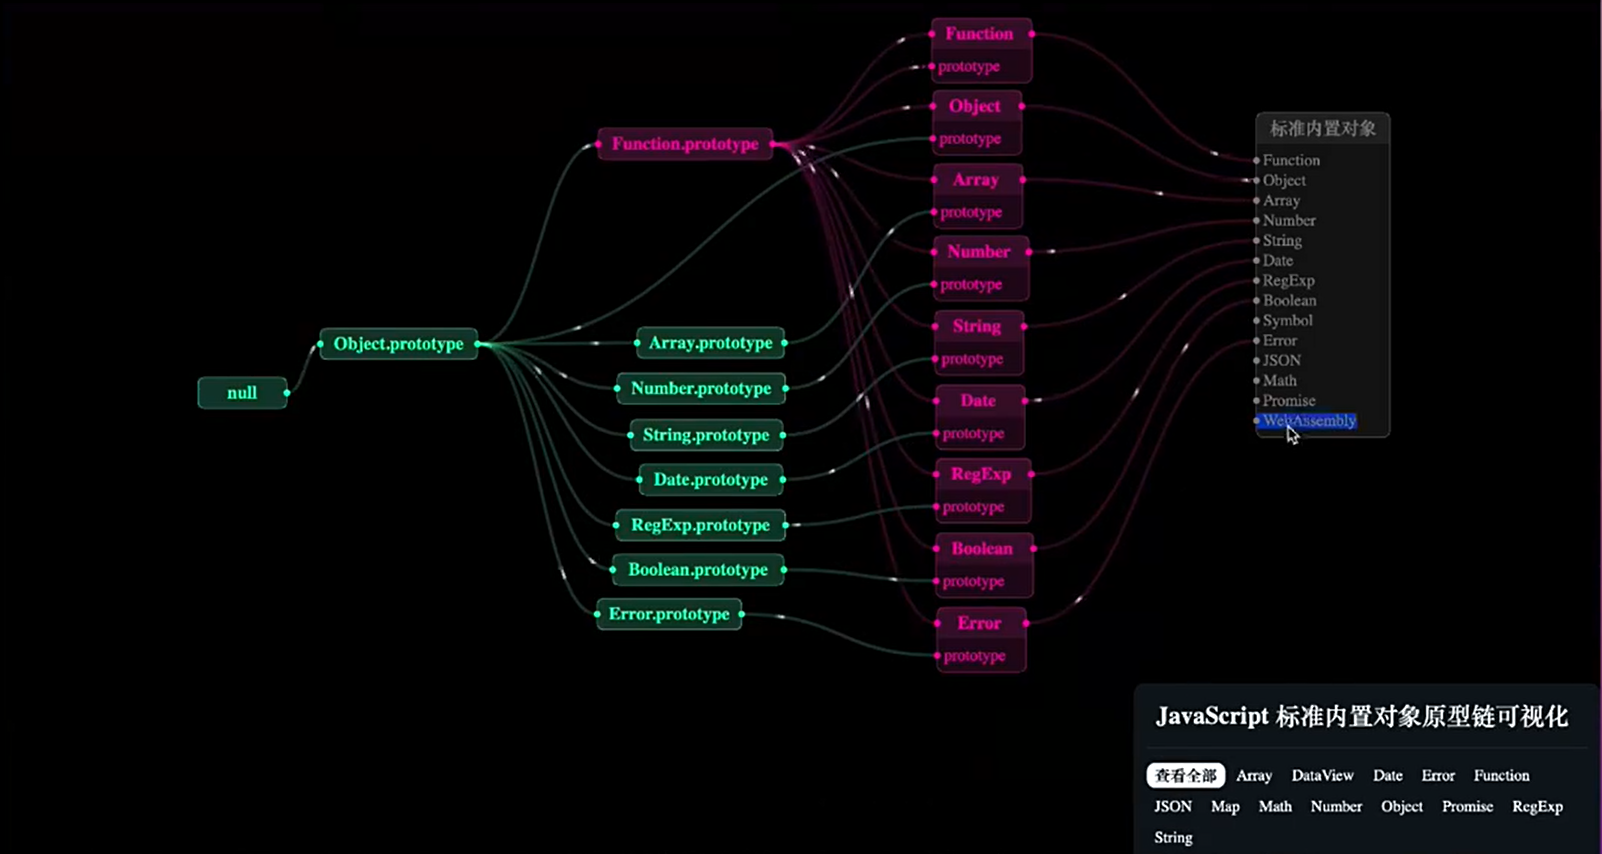 null
Object.prototype
Function.prototype
Array.prototype
Number.prototype
String.prototype
Date.prototype
RegExp.prototype
Boolean.prototype
Error.prototype
Function
prototype
Object
prototype
Array
prototype
Number
prototype
String
prototype
Date
prototype
RegExp
prototype
Boolean
prototype
Error
prototype
标准内置对象
Function
Object
Array
Number
String
Date
RegExp
Boolean
Symbol
Error
JSON
Math
Promise
WebAssembly
JavaScript 标准内置对象原型链可视化
查看全部 Array DataView Date Error Function
JSON Map Math Number Object Promise RegExp
String